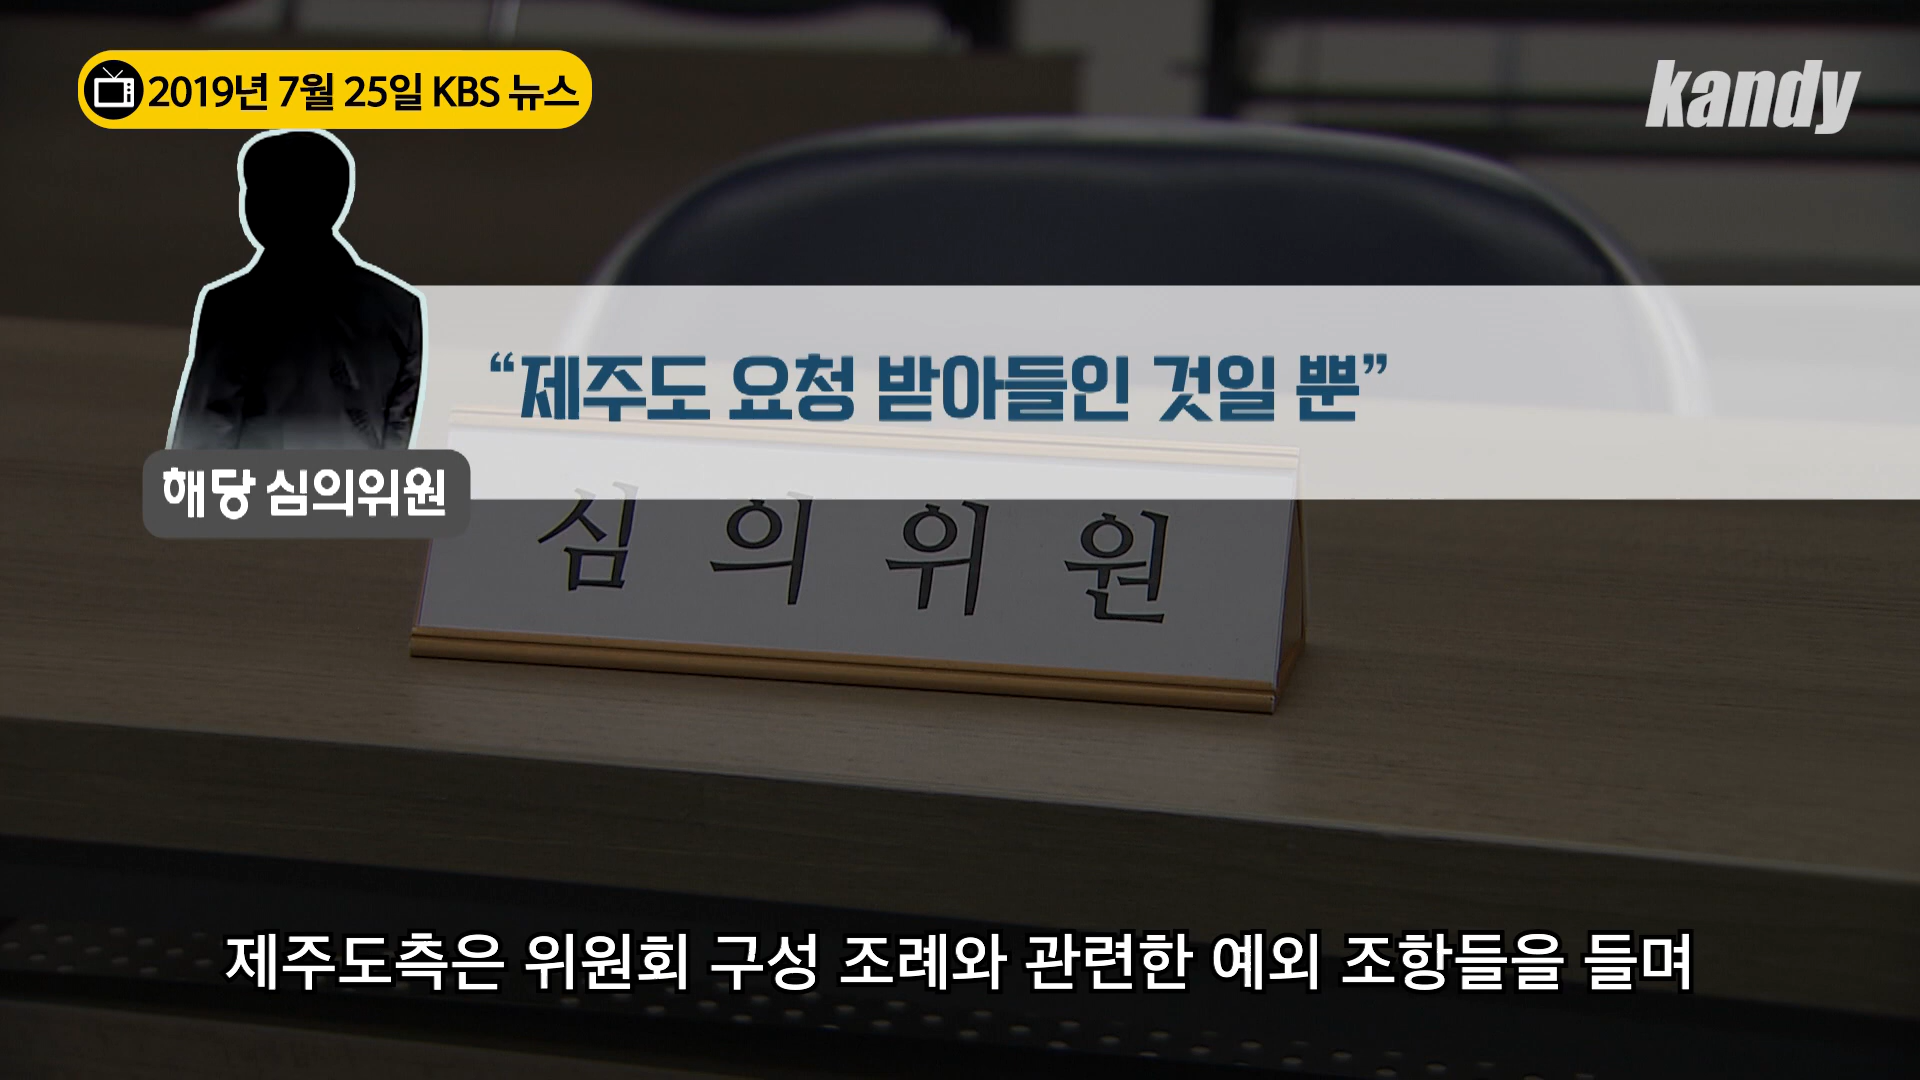 2019년 7월 25일 KBS 뉴스
kandy
“제주도 요청 받아들인 것일 뿐”
해당 심의위원
심의위원
제주도측은 위원회 구성 조례와 관련한 예외 조항들을 들며